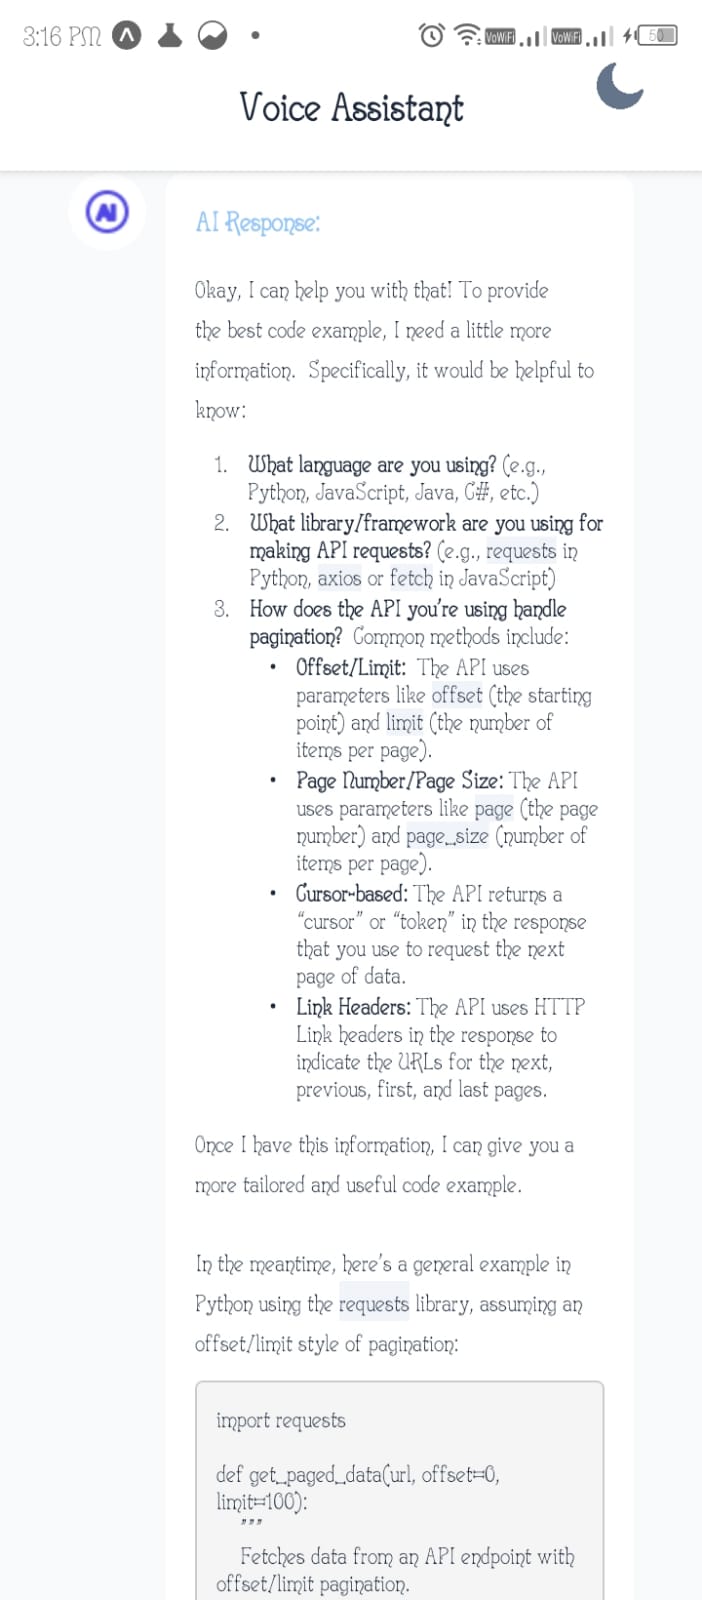 3:16 PM
VoWiFi VoWiFi 50
Voice Assistant
AI
AI Response:
Okay, I can help you with that! To provide
the best code example, I need a little more
information.  Specifically, it would be helpful to
know:
1. What language are you using? (e.g.,
Python, JavaScript, Java, C#, etc.)
2. What library/framework are you using for
making API requests? (e.g., requests in
Python, axios or fetch in JavaScript)
3. How does the API you're using handle
pagination?  Common methods include:
• Offset/Limit:  The API uses
parameters like offset (the starting
point) and limit (the number of
items per page).
• Page Number/Page Size: The API
uses parameters like page (the page
number) and page_size (number of
items per page).
• Cursor-based: The API returns a
“cursor” or “token” in the response
that you use to request the next
page of data.
• Link Headers: The API uses HTTP
Link headers in the response to
indicate the URLs for the next,
previous, first, and last pages.
Once I have this information, I can give you a
more tailored and useful code example.
In the meantime, here's a general example in
Python using the requests library, assuming an
offset/limit style of pagination:
import requests
def get_paged_data(url, offset=0,
limit=100):
"""
Fetches data from an API endpoint with
offset/limit pagination.